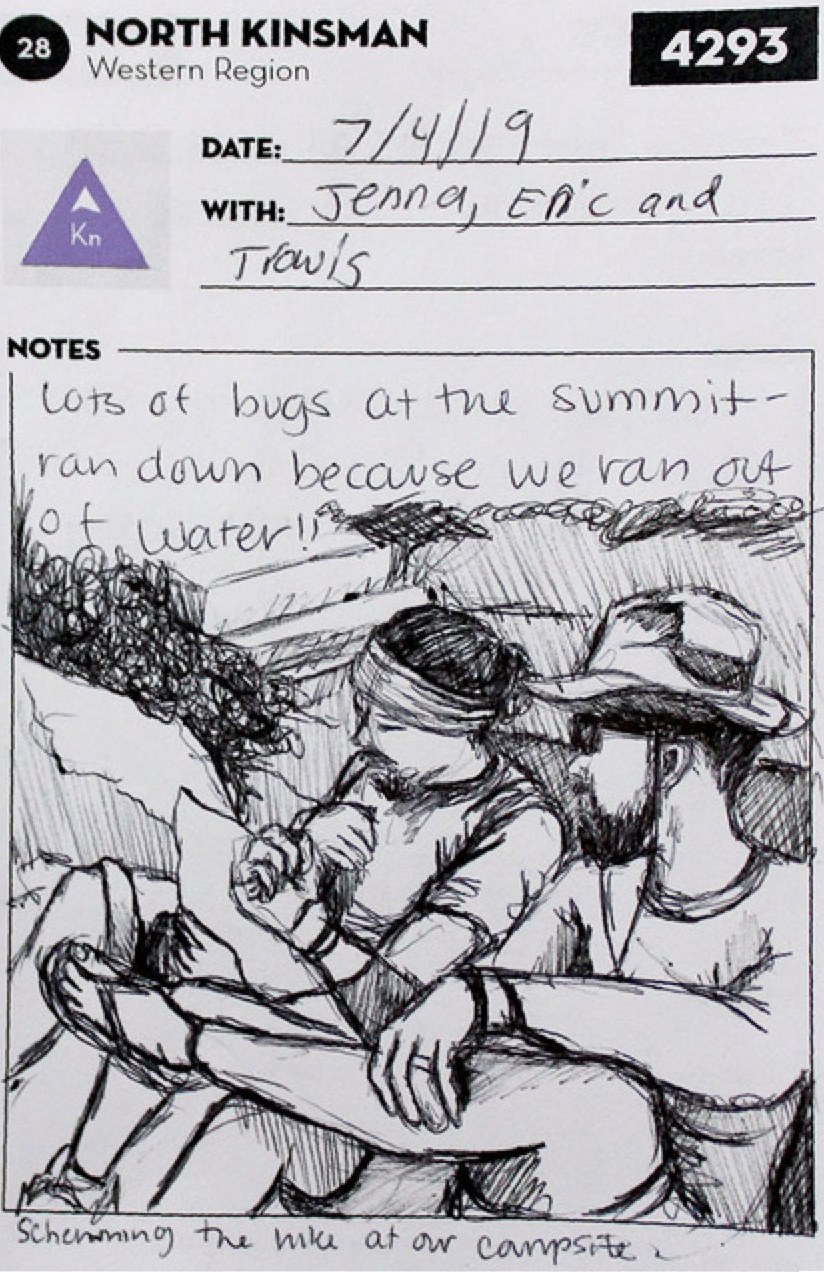 28 NORTH KINSMAN 4293
Western Region
DATE: 7/4/19
WITH: Jenna, Eric and
Travis
Kn
NOTES
Lots of bugs at the summit -
ran down because we ran out
of water!!
Schemming the hike at our campsite.